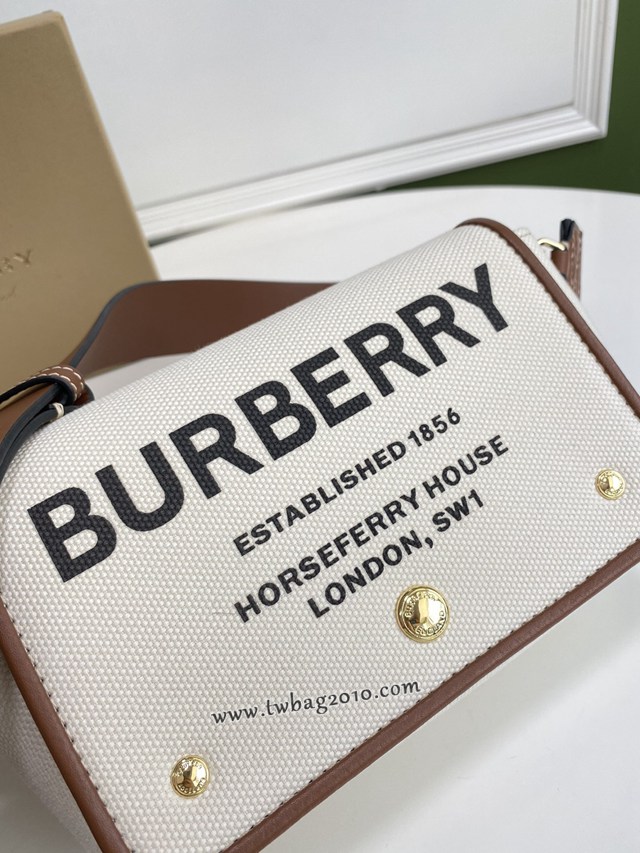 BURBERRY
ESTABLISHED 1856
HORSEFERRY HOUSE
LONDON, SW1
www.twbag2010.com